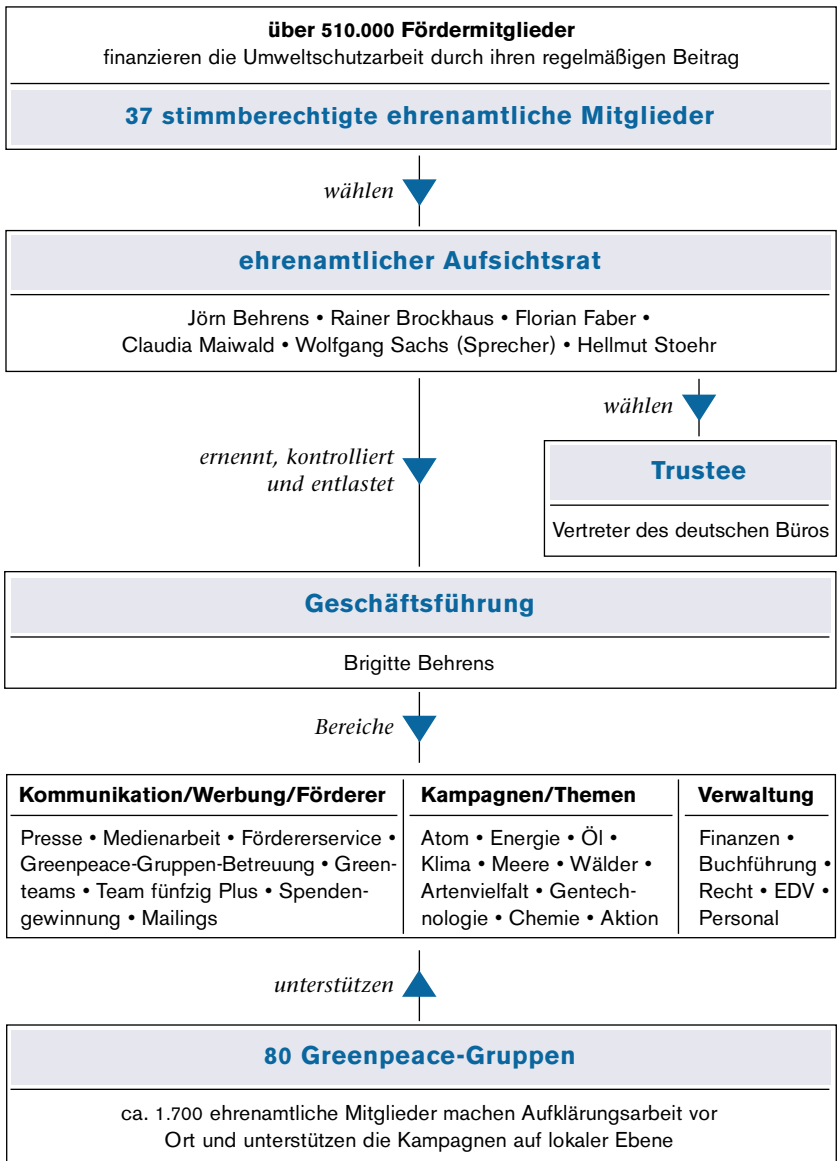 über 510.000 Fördermitglieder
finanzieren die Umweltschutzarbeit durch ihren regelmäßigen Beitrag
37 stimmberechtigte ehrenamtliche Mitglieder
wählen
ehrenamtlicher Aufsichtsrat
Jörn Behrens • Rainer Brockhaus • Florian Faber •
Claudia Maiwald • Wolfgang Sachs (Sprecher) • Hellmut Stoehr
wählen
ernennt, kontrolliert
und entlastet
Trustee
Vertreter des deutschen Büros
Geschäftsführung
Brigitte Behrens
Bereiche
Kommunikation/Werbung/Förderer
Presse • Medienarbeit • Fördererservice •
Greenpeace-Gruppen-Betreuung • Green-
teams • Team fünfzig Plus • Spenden-
gewinnung • Mailings
Kampagnen/Themen
Atom • Energie • Öl •
Klima • Meere • Wälder •
Artenvielfalt • Gentech-
nologie • Chemie • Aktion
Verwaltung
Finanzen •
Buchführung •
Recht • EDV •
Personal
unterstützen
80 Greenpeace-Gruppen
ca. 1.700 ehrenamtliche Mitglieder machen Aufklärungsarbeit vor
Ort und unterstützen die Kampagnen auf lokaler Ebene